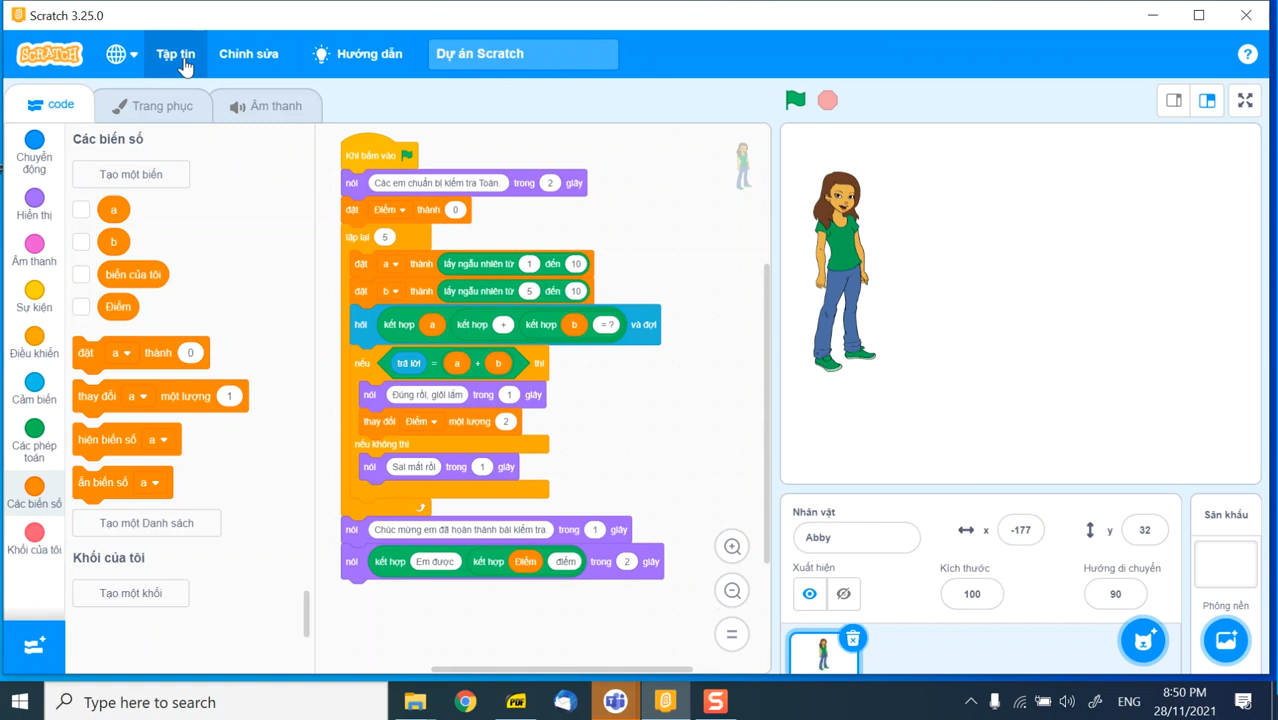 Scratch 3.25.0
SCRATCH Tập tin Chỉnh sửa Hướng dẫn Dự án Scratch ?
code Trang phục Âm thanh
Chuyển động
Hiển thị
Âm thanh
Sự kiện
Điều khiển
Cảm biến
Các phép toán
Các biến số
Khối của tôi
Các biến số
Tạo một biến
a
b
biến của tôi
Điểm
đặt a thành 0
thay đổi a một lượng 1
hiện biến số a
ẩn biến số a
Tạo một Danh sách
Khối của tôi
Tạo một khối
Khi bấm vào
nói Các em chuẩn bị kiểm tra Toán. trong 2 giây
đặt Điểm thành 0
lặp lại 5
đặt a thành lấy ngẫu nhiên từ 1 đến 10
đặt b thành lấy ngẫu nhiên từ 5 đến 10
hỏi kết hợp a kết hợp + kết hợp b = ? và đợi
nếu trả lời = a + b thì
nói Đúng rồi, giỏi lắm trong 1 giây
thay đổi Điểm một lượng 2
nếu không thì
nói Sai mất rồi trong 1 giây
nói Chúc mừng em đã hoàn thành bài kiểm tra. trong 1 giây
nói kết hợp Em được kết hợp Điểm điểm trong 2 giây
Nhân vật
Abby
x -177
y 32
Xuất hiện
Kích thước
100
Hướng di chuyển
90
Sân khấu
Phông nền
Type here to search
ENG
8:50 PM
28/11/2021